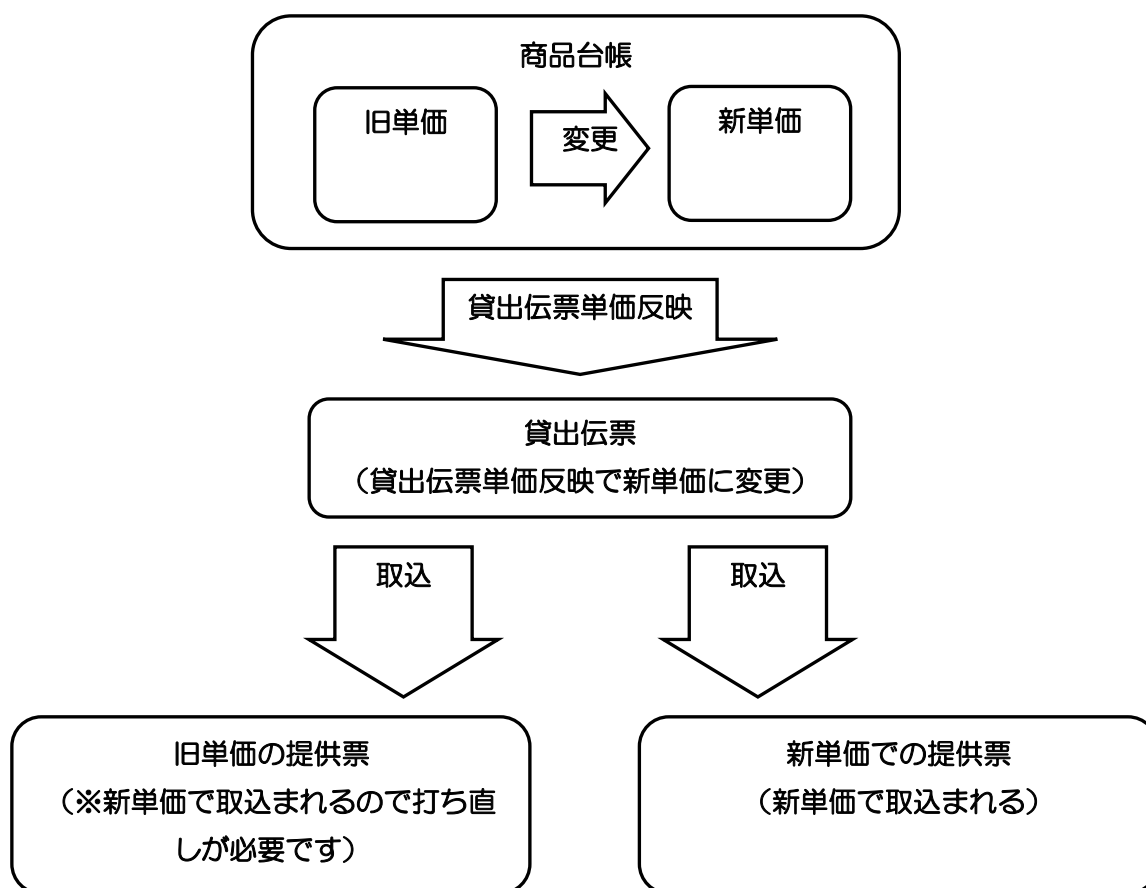 商品台帳
旧単価
変更
新単価
貸出伝票単価反映
貸出伝票
（貸出伝票単価反映で新単価に変更）
取込
取込
旧単価の提供票
（※新単価で取込まれるので打ち直
しが必要です）
新単価での提供票
（新単価で取込まれる）